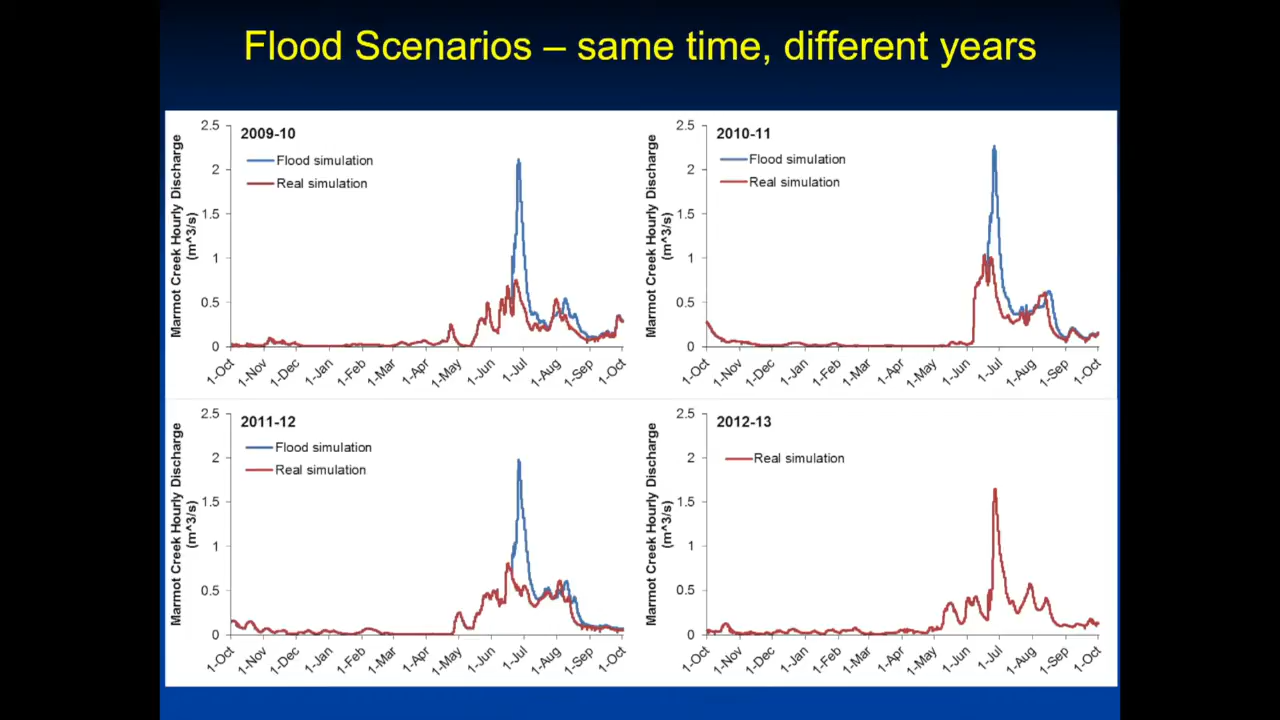 Flood Scenarios – same time, different years
Marmot Creek Hourly Discharge
(m^3/s)
2009-10
Flood simulation
Real simulation
2.5
2
1.5
1
0.5
0
1-Oct 1-Nov 1-Dec 1-Jan 1-Feb 1-Mar 1-Apr 1-May 1-Jun 1-Jul 1-Aug 1-Sep 1-Oct
Marmot Creek Hourly Discharge
(m^3/s)
2010-11
Flood simulation
Real simulation
2.5
2
1.5
1
0.5
0
1-Oct 1-Nov 1-Dec 1-Jan 1-Feb 1-Mar 1-Apr 1-May 1-Jun 1-Jul 1-Aug 1-Sep 1-Oct
Marmot Creek Hourly Discharge
(m^3/s)
2011-12
Flood simulation
Real simulation
2.5
2
1.5
1
0.5
0
1-Oct 1-Nov 1-Dec 1-Jan 1-Feb 1-Mar 1-Apr 1-May 1-Jun 1-Jul 1-Aug 1-Sep 1-Oct
Marmot Creek Hourly Discharge
(m^3/s)
2012-13
Real simulation
2.5
2
1.5
1
0.5
0
1-Oct 1-Nov 1-Dec 1-Jan 1-Feb 1-Mar 1-Apr 1-May 1-Jun 1-Jul 1-Aug 1-Sep 1-Oct